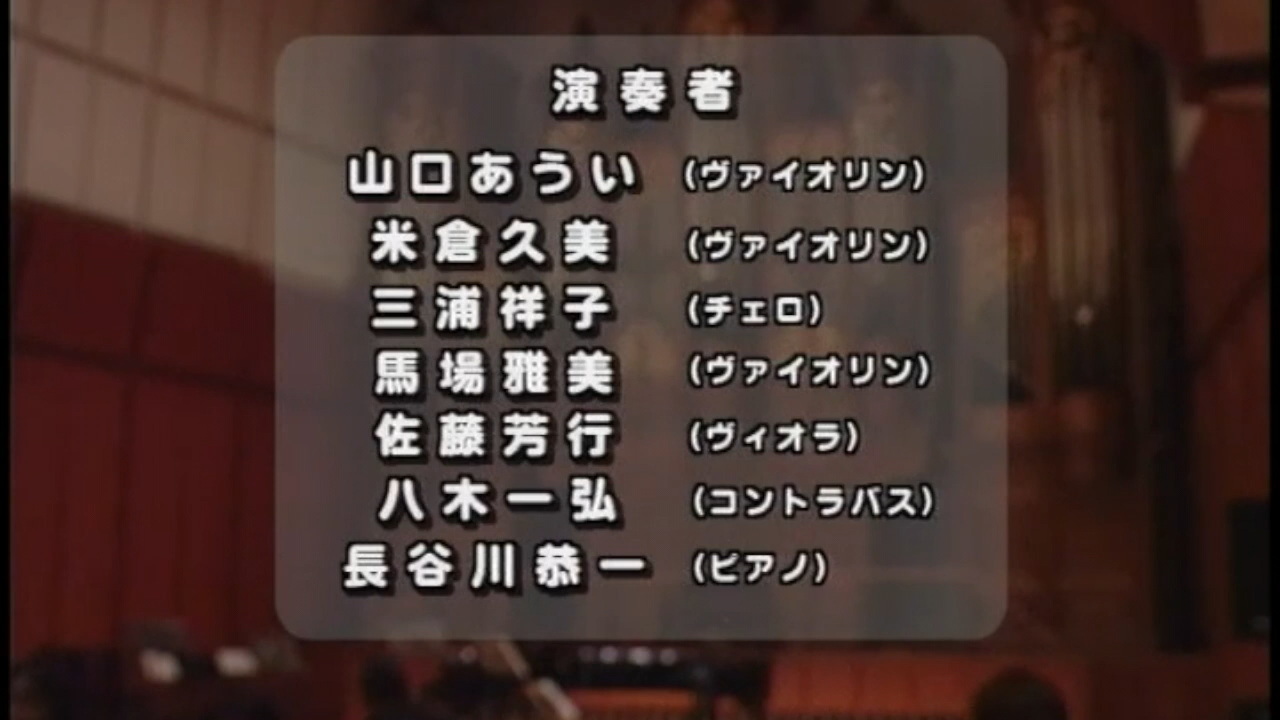 演奏者
山口あうい (ヴァイオリン)
米倉久美 (ヴァイオリン)
三浦祥子 (チェロ)
馬場雅美 (ヴァイオリン)
佐藤芳行 (ヴィオラ)
八木一弘 (コントラバス)
長谷川恭一 (ピアノ)